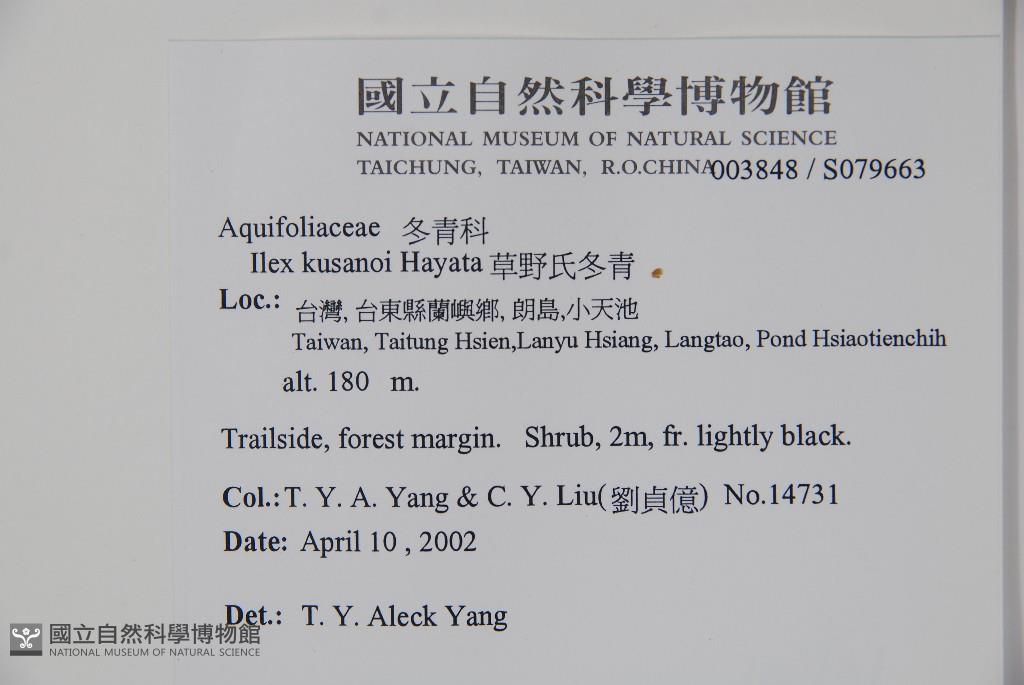 國立自然科學博物館
NATIONAL MUSEUM OF NATURAL SCIENCE
TAICHUNG, TAIWAN, R.O.CHINA 003848 / S079663
Aquifoliaceae 冬青科
Ilex kusanoi Hayata 草野氏冬青
Loc.: 台灣, 台東縣蘭嶼鄉, 朗島,小天池
Taiwan, Taitung Hsien,Lanyu Hsiang, Langtao, Pond Hsiaotienchih
alt. 180 m.
Trailside, forest margin. Shrub, 2m, fr. lightly black.
Col.: T. Y. A. Yang & C. Y. Liu(劉貞億) No.14731
Date: April 10 , 2002
Det.: T. Y. Aleck Yang
國立自然科學博物館
NATIONAL MUSEUM OF NATURAL SCIENCE